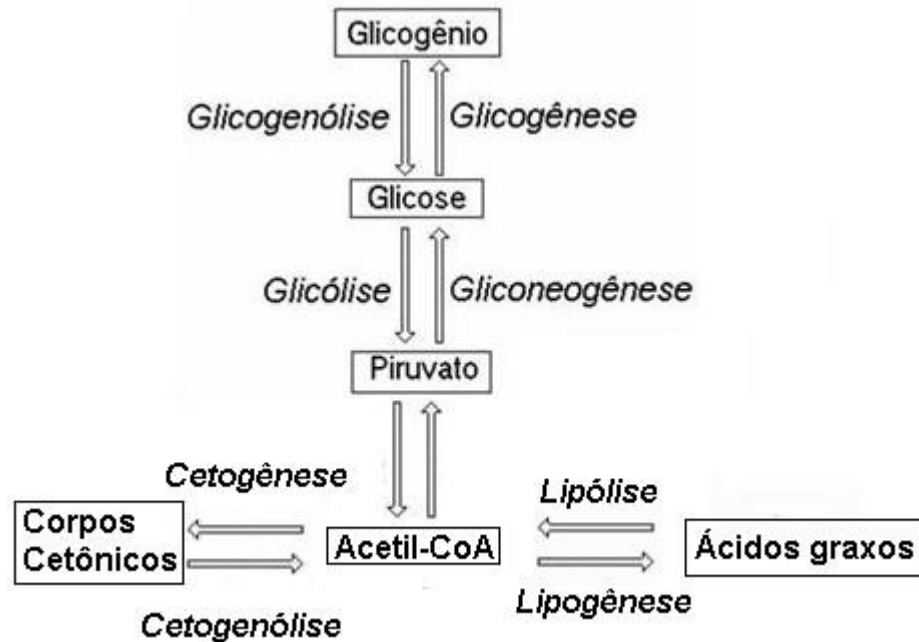 Glicogênio
Glicogenólise
Glicogênese
Glicose
Glicólise
Gliconeogênese
Piruvato
Cetogênese
Lipólise
Corpos
Cetônicos
Acetil-CoA
Ácidos graxos
Cetogenólise
Lipogênese